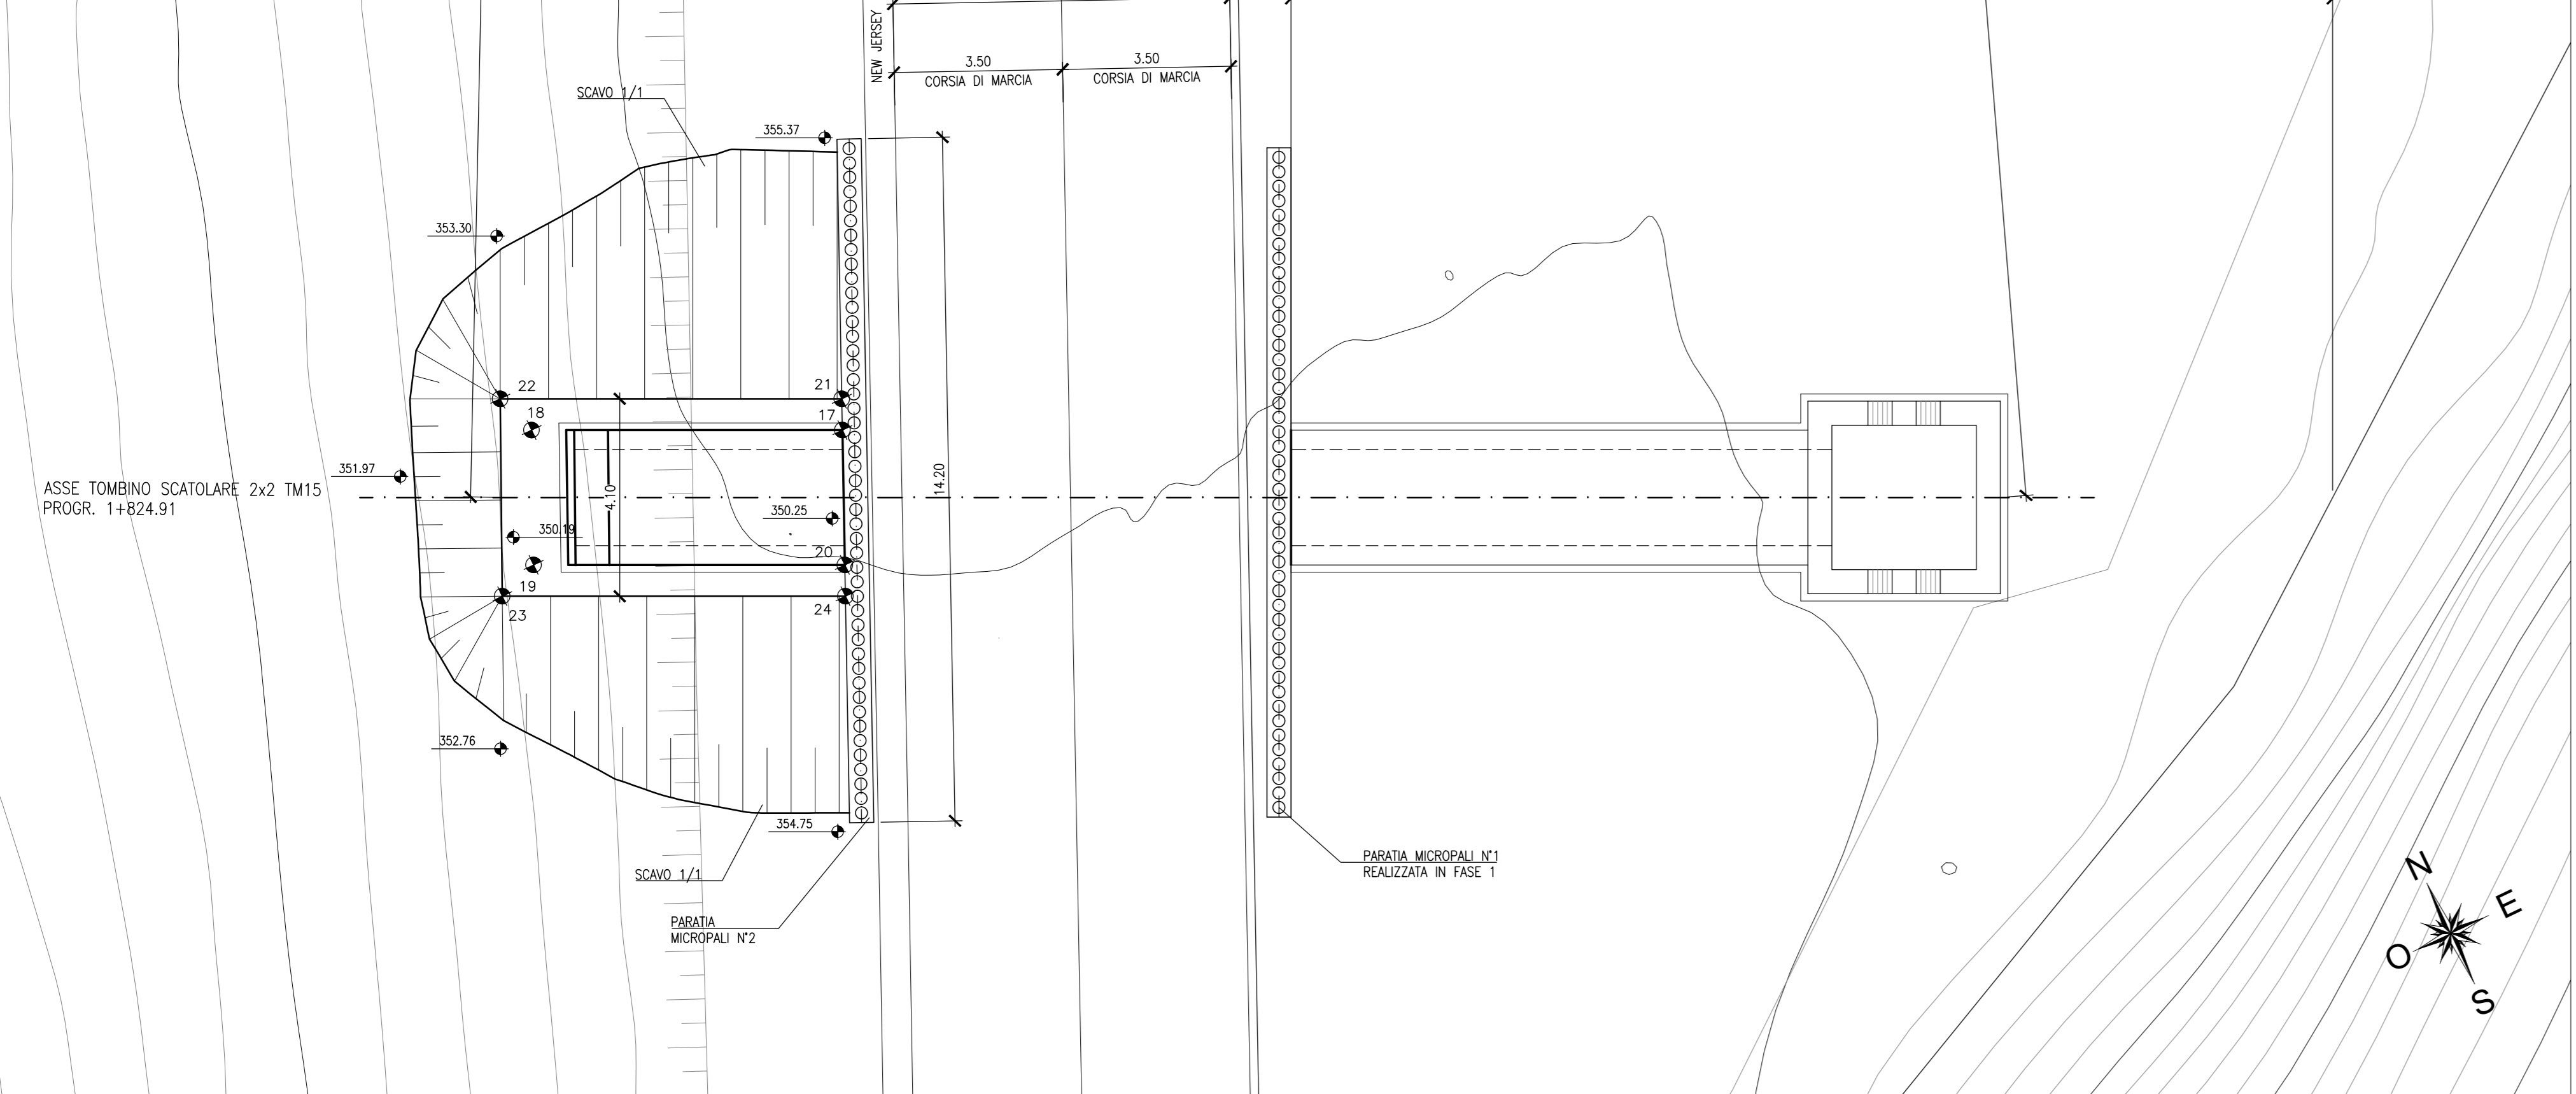 NEW JERSEY
3.50
CORSIA DI MARCIA
3.50
CORSIA DI MARCIA
SCAVO 1/1
355.37
353.30
22
21
18
17
14.20
351.97
ASSE TOMBINO SCATOLARE 2x2 TM15
PROGR. 1+824.91
4.10
350.25
350.19
20
19
23
24
352.76
354.75
SCAVO 1/1
PARATIA
MICROPALI N°2
PARATIA MICROPALI N°1
REALIZZATA IN FASE 1
N
E
O
S